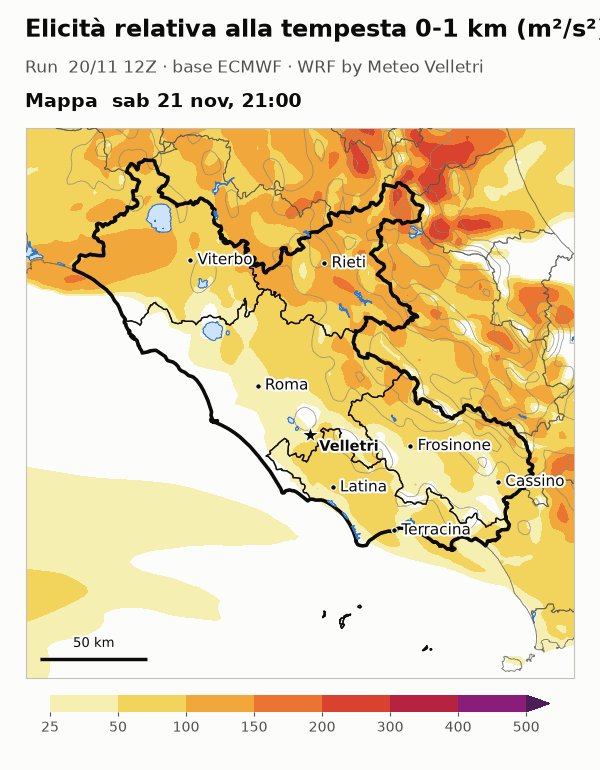 Elicità relativa alla tempesta 0-1 km (m²/s²)
Run 20/11 12Z · base ECMWF · WRF by Meteo Velletri
Mappa sab 21 nov, 21:00
Viterbo
Rieti
Roma
Velletri
Frosinone
Cassino
Latina
Terracina
50 km
25 50 100 150 200 300 400 500